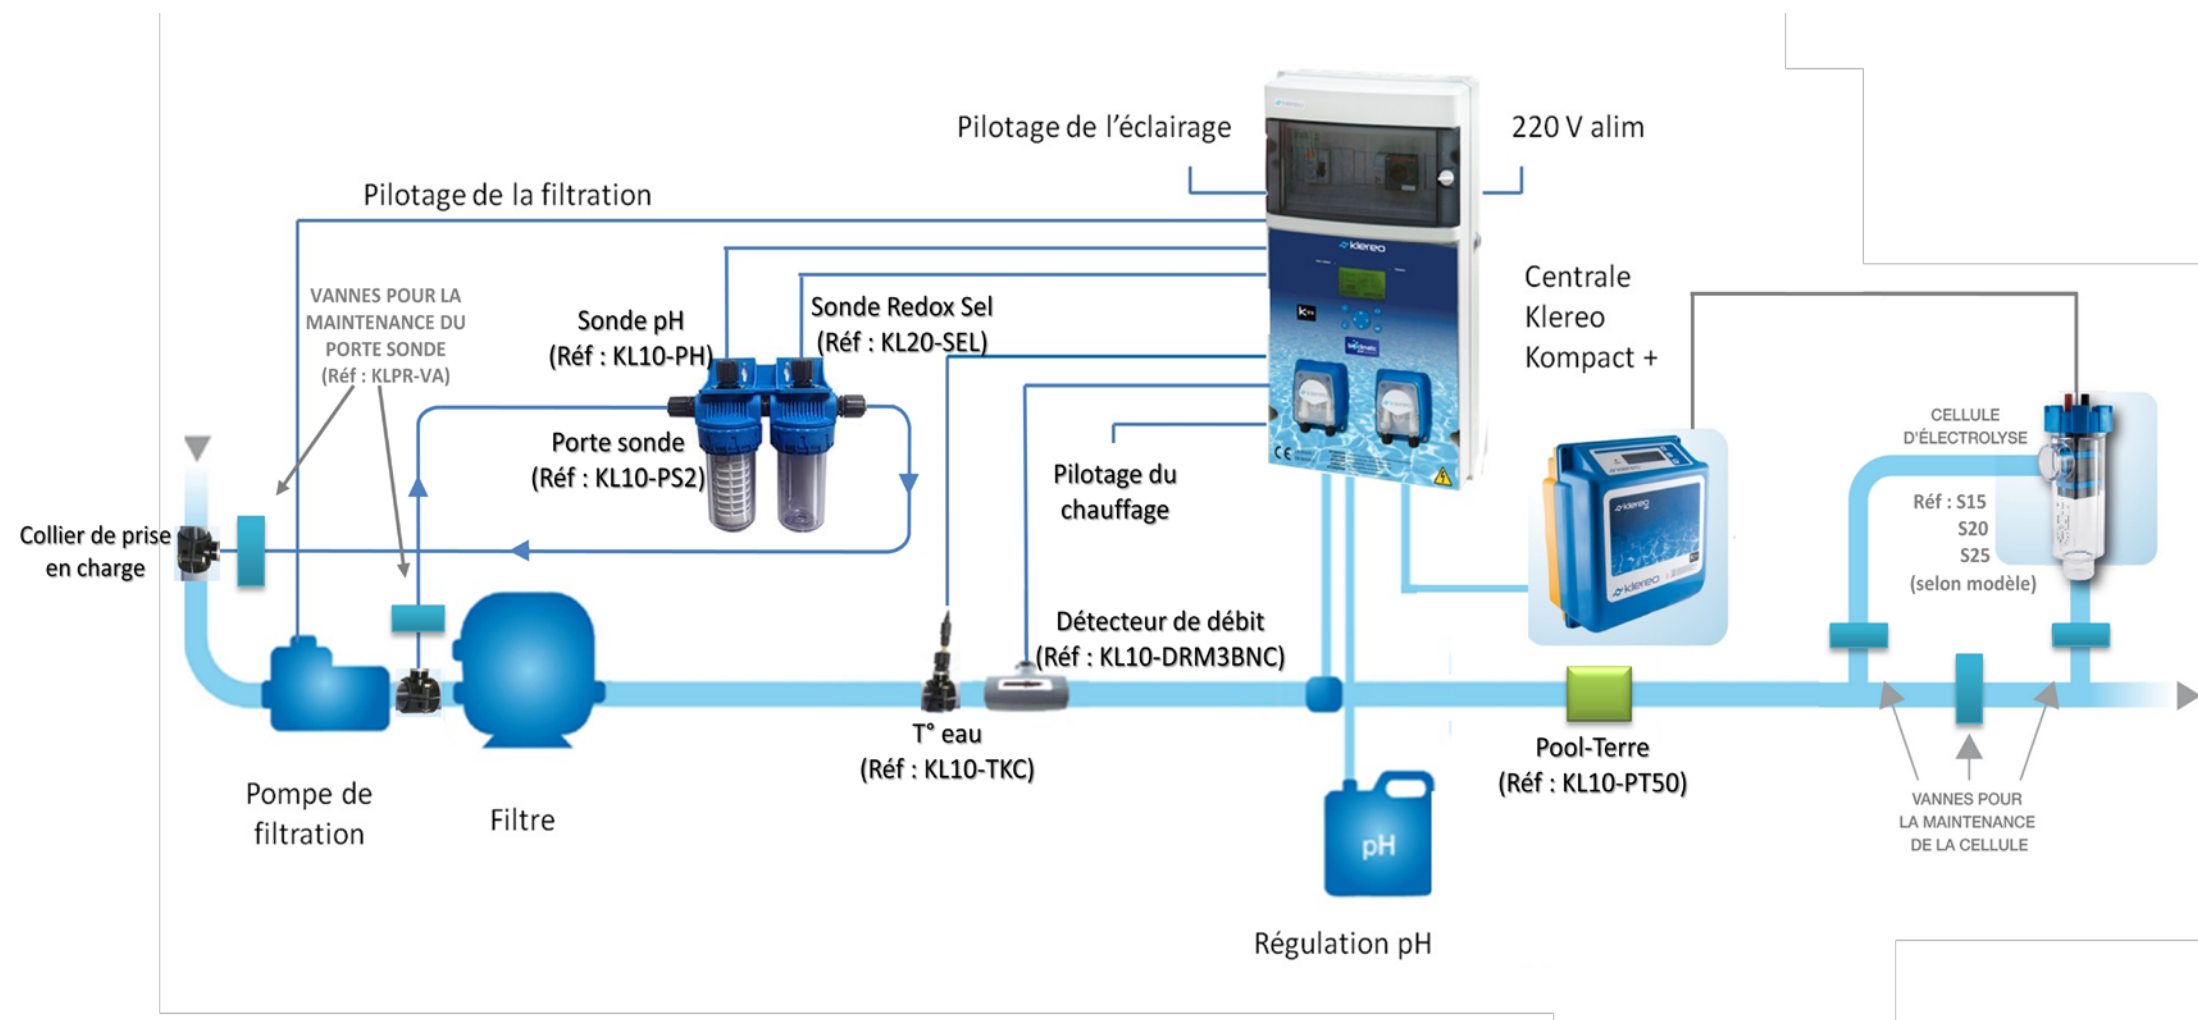 Pilotage de l'éclairage
220 V alim
Pilotage de la filtration
klereo
Centrale
Klereo
Kompact +
VANNES POUR LA
MAINTENANCE DU
PORTE SONDE
(Réf : KLPR-VA)
Sonde pH
(Réf : KL10-PH)
Sonde Redox Sel
(Réf : KL20-SEL)
Porte sonde
(Réf : KL10-PS2)
Pilotage du
chauffage
CELLULE
D'ÉLECTROLYSE
Réf : S15
S20
S25
(selon modèle)
klereo
klereo
CE
Collier de prise
en charge
Détecteur de débit
(Réf : KL10-DRM3BNC)
T° eau
(Réf : KL10-TKC)
Pool-Terre
(Réf : KL10-PT50)
Pompe de
filtration
Filtre
pH
Régulation pH
VANNES POUR
LA MAINTENANCE
DE LA CELLULE